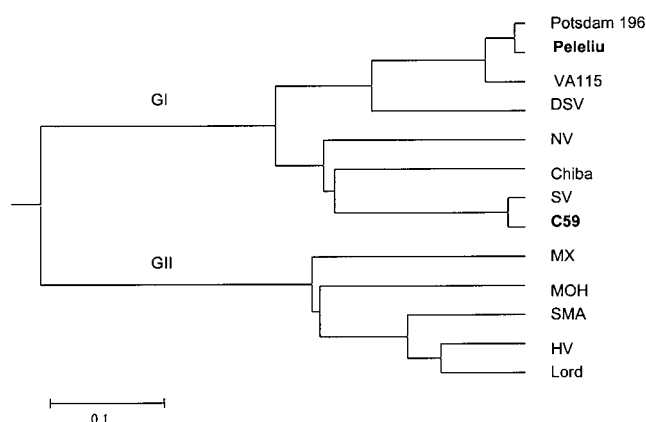 Potsdam 196
Peleliu
VA115
DSV
GI
NV
Chiba
SV
C59
GII
MX
MOH
SMA
HV
Lord
0.1